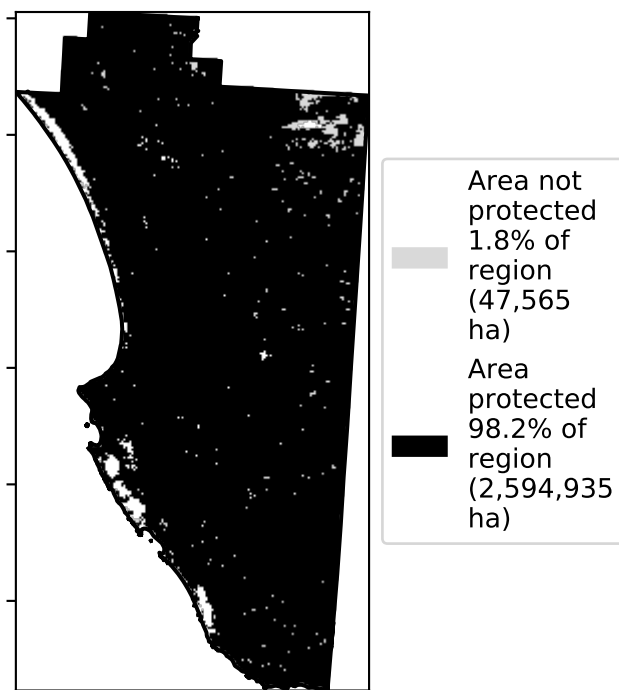 Area not
protected
1.8% of
region
(47,565
ha)
Area
protected
98.2% of
region
(2,594,935
ha)